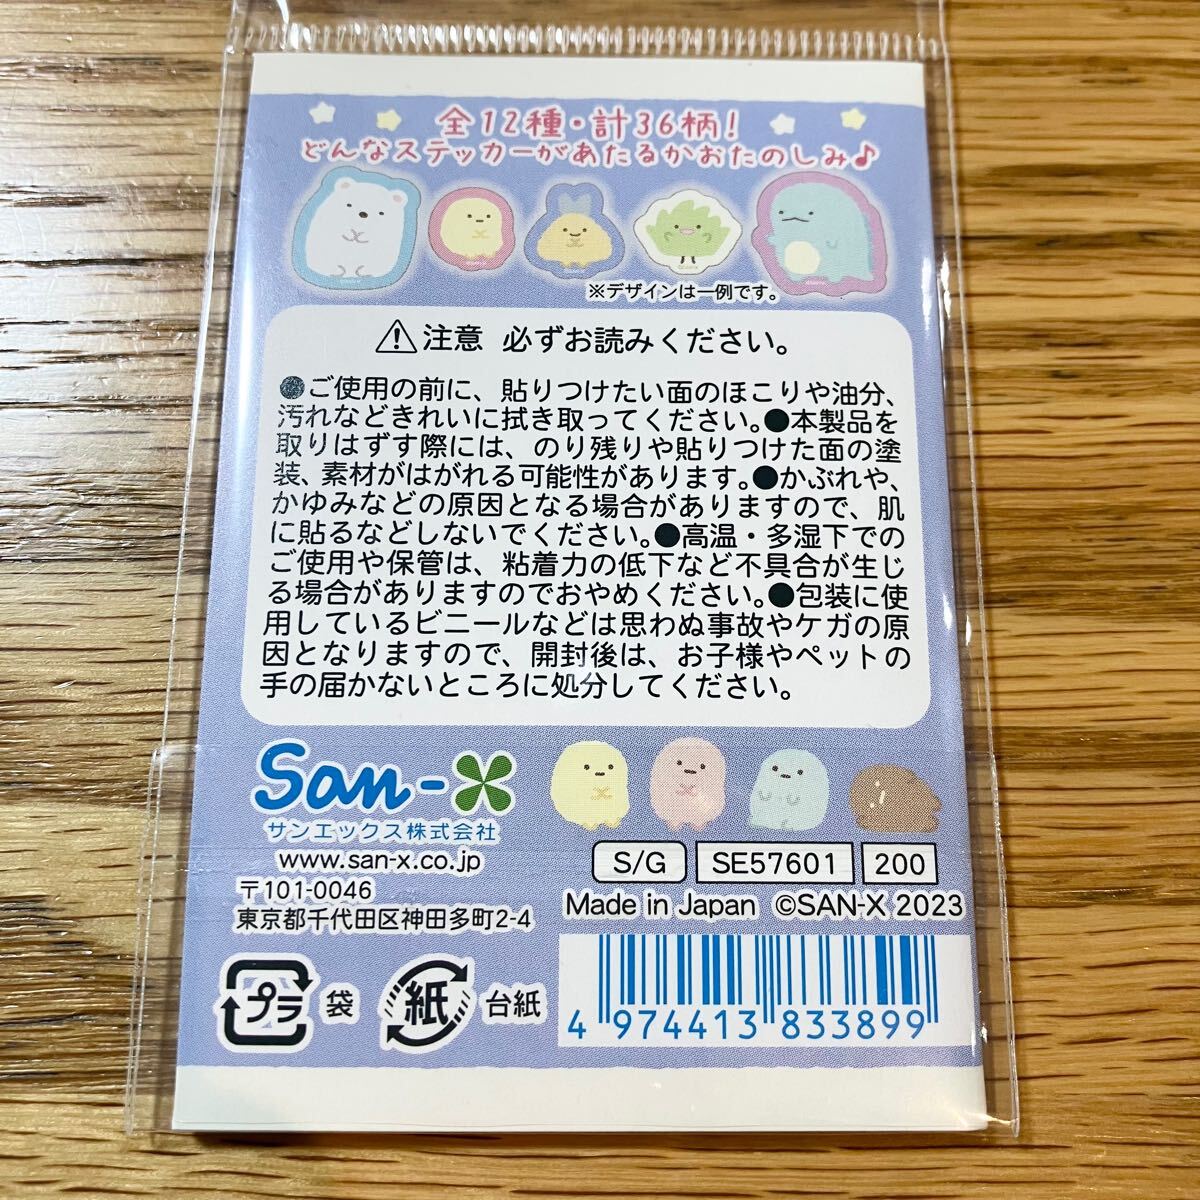 全12種・計36柄!
どんなステッカーがあたるかおたのしみ♪
※デザインは一例です。
⚠注意 必ずお読みください。
●ご使用の前に、貼りつけたい面のほこりや油分、
汚れなどきれいに拭き取ってください。●本製品を
取りはずす際には、のり残りや貼りつけた面の塗
装、素材がはがれる可能性があります。●かぶれや、
かゆみなどの原因となる場合がありますので、肌
に貼るなどしないでください。●高温・多湿下での
ご使用や保管は、粘着力の低下など不具合が生じ
る場合がありますのでおやめください。●包装に使
用しているビニールなどは思わぬ事故やケガの原
因となりますので、開封後は、お子様やペットの
手の届かないところに処分してください。
San-X
サンエックス株式会社
www.san-x.co.jp
〒101-0046
東京都千代田区神田多町2-4
S/G SE57601 200
Made in Japan ©SAN-X 2023
プラ 袋 紙 台紙
4 974413 833899